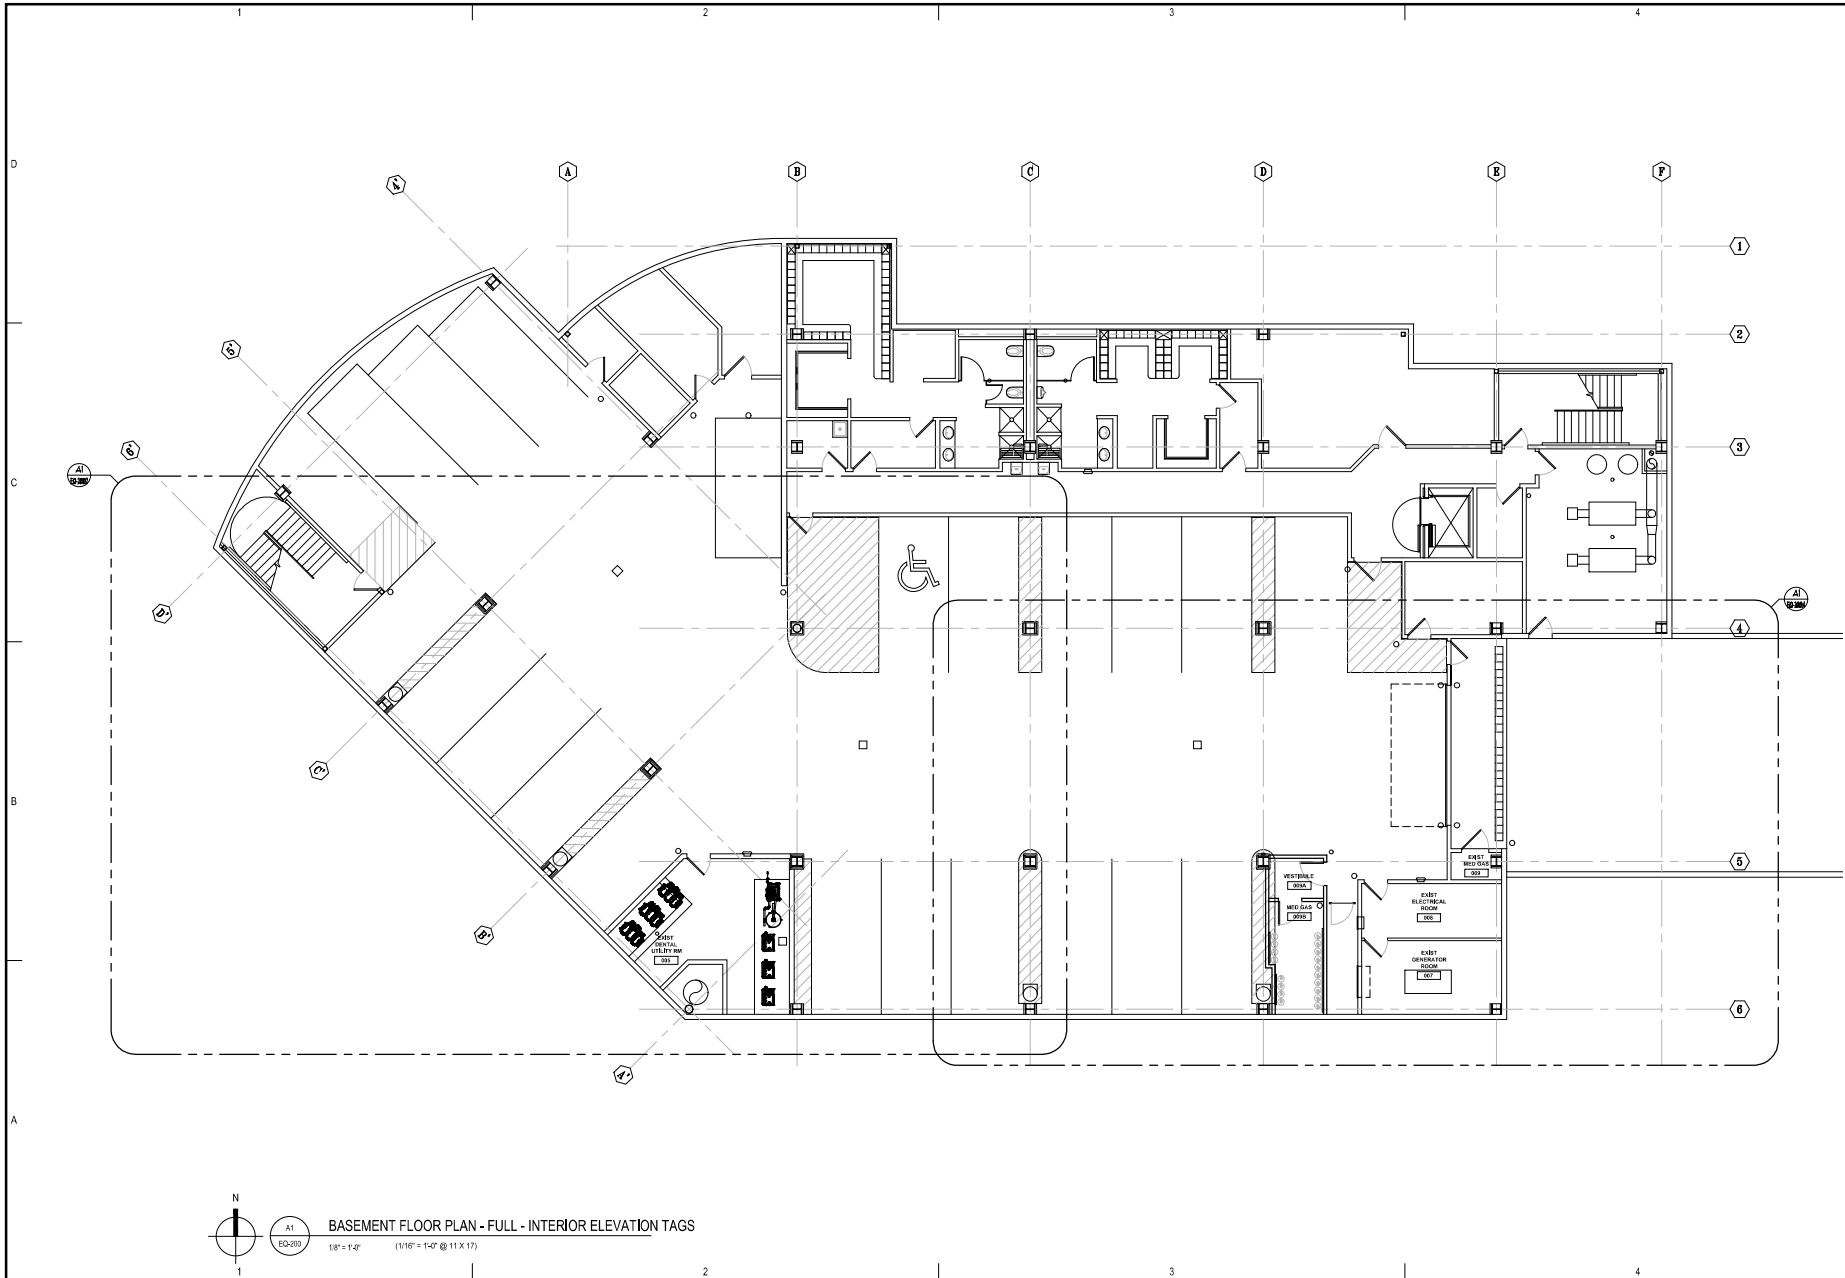 1 2 3 4
D
C
B
A
4'
A
B
C
D
E
F
5'
6'
1
2
3
4
5
6
A1
A1
D'
C'
B'
A'
EXIST
MED GAS
009
VESTIBULE
009A
MED GAS
009B
EXIST
ELECTRICAL
ROOM
008
EXIST
GENERATOR
ROOM
007
EXIST
DENTAL
UTILITY RM
005
N
A1
EQ-200
BASEMENT FLOOR PLAN - FULL - INTERIOR ELEVATION TAGS
1/8" = 1'-0" (1/16" = 1'-0" @ 11 X 17)
1 2 3 4